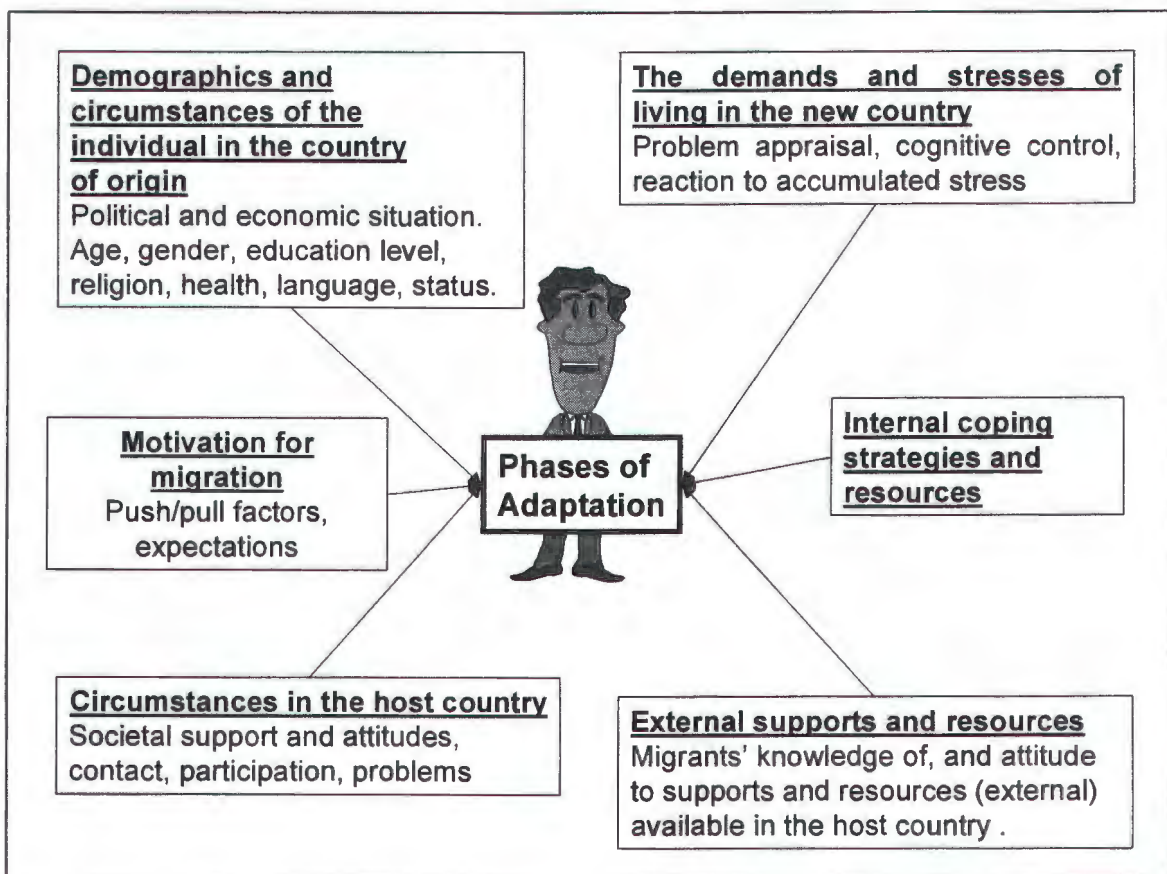 Demographics and
circumstances of the
individual in the country
of origin
Political and economic situation.
Age, gender, education level,
religion, health, language, status.
The demands and stresses of
living in the new country
Problem appraisal, cognitive control,
reaction to accumulated stress
Motivation for
migration
Push/pull factors,
expectations
Phases of
Adaptation
Internal coping
strategies and
resources
Circumstances in the host country
Societal support and attitudes,
contact, participation, problems
External supports and resources
Migrants' knowledge of, and attitude
to supports and resources (external)
available in the host country .